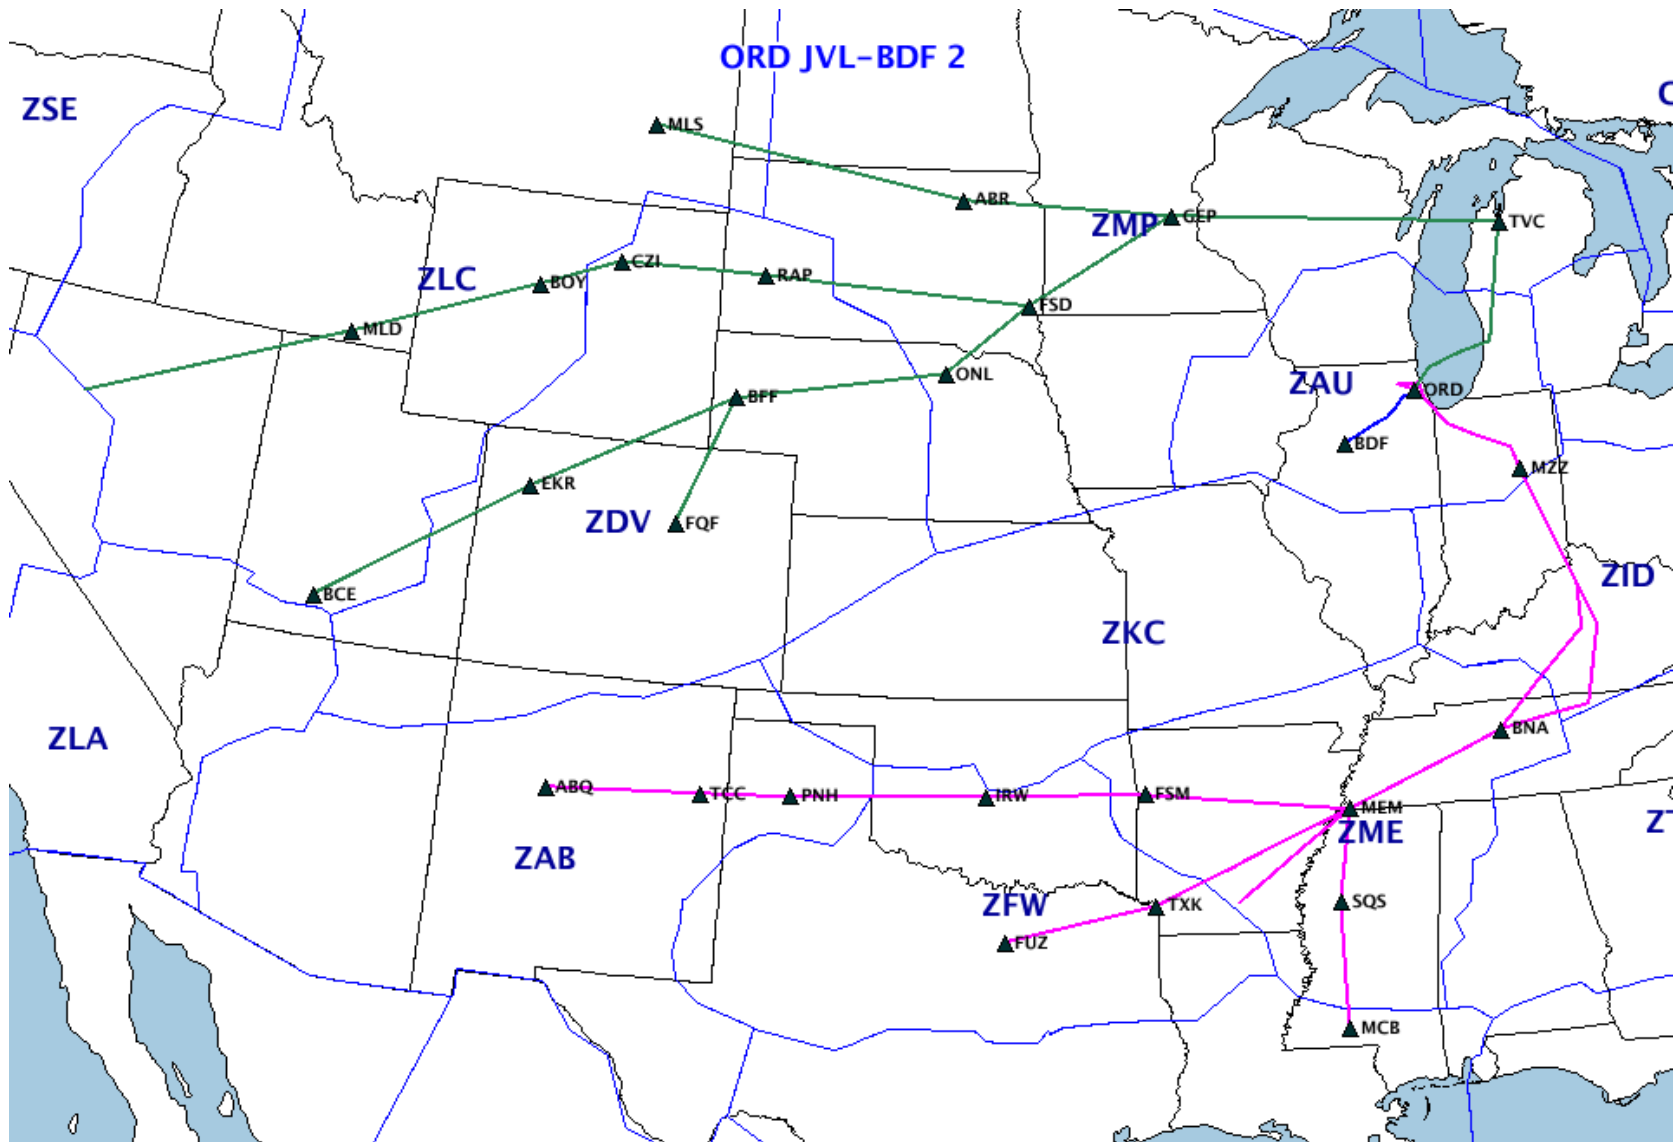 ORD JVL-BDF 2
ZSE
C
MLS
ABR
ZMP
GEP
TVC
ZLC
BOY
CZI
RAP
FSD
MLD
ONL
BFF
ZAU
ORD
BDF
MZZ
EKR
ZDV
FQF
BCE
ZID
ZKC
ZLA
BNA
ABQ
TCC
PNH
IRW
FSM
MEM
ZME
ZT
ZAB
ZFW
TXK
SQS
FUZ
MCB